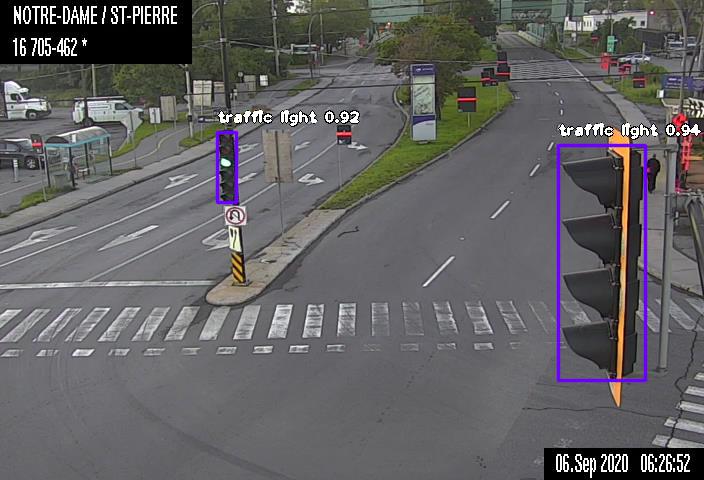 NOTRE-DAME / ST-PIERRE
16 705-462 *
traffic light 0.92
traffic light 0.94
06.Sep 2020 06:26:52